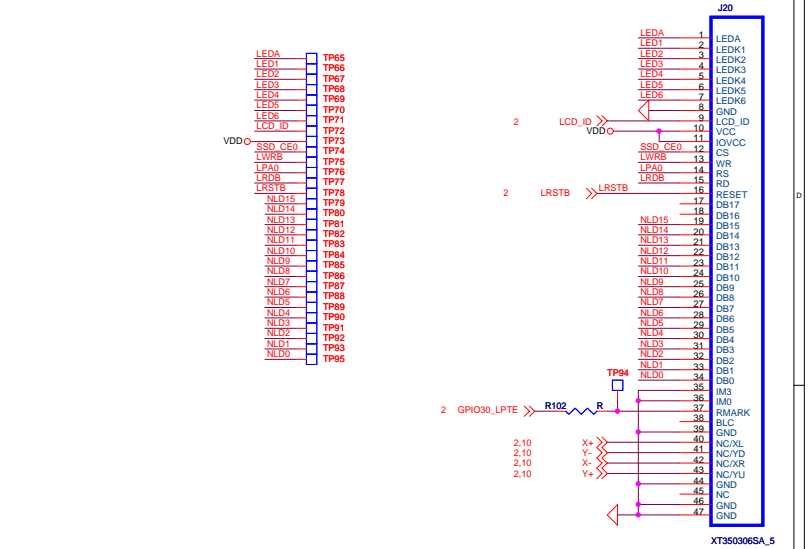 J20
LEDA 1 LEDA
LED1 2 LEDK1
LED2 3 LEDK2
LED3 4 LEDK3
LED4 5 LEDK4
LED5 6 LEDK5
LED6 7 LEDK6
8 GND
2 LCD_ID 9 LCD_ID
VDD 10 VCC
11 IOVCC
SSD_CE0 12 CS
LWRB 13 WR
LPA0 14 RS
LRDB 15 RD
2 LRSTB LRSTB 16 RESET
17 DB17
18 DB16
NLD15 19 DB15
NLD14 20 DB14
NLD13 21 DB13
NLD12 22 DB12
NLD11 23 DB11
NLD10 24 DB10
NLD9 25 DB9
NLD8 26 DB8
NLD7 27 DB7
NLD6 28 DB6
NLD5 29 DB5
NLD4 30 DB4
NLD3 31 DB3
NLD2 32 DB2
NLD1 33 DB1
NLD0 34 DB0
35 IM3
36 IM0
TP94
2 GPIO30_LPTE R102 R 37 RMARK
38 BLC
39 GND
2,10 X+ 40 NC/XL
2,10 Y- 41 NC/YD
2,10 X- 42 NC/XR
2,10 Y+ 43 NC/YU
44 GND
45 NC
46 GND
47 GND
XT350306SA_5
LEDA TP65
LED1 TP66
LED2 TP67
LED3 TP68
LED4 TP69
LED5 TP70
LED6 TP71
LCD_ID TP72
VDD TP73
SSD_CE0 TP74
LWRB TP75
LPA0 TP76
LRDB TP77
LRSTB TP78
NLD15 TP79
NLD14 TP80
NLD13 TP81
NLD12 TP82
NLD11 TP83
NLD10 TP84
NLD9 TP85
NLD8 TP86
NLD7 TP87
NLD6 TP88
NLD5 TP89
NLD4 TP90
NLD3 TP91
NLD2 TP92
NLD1 TP93
NLD0 TP95
D